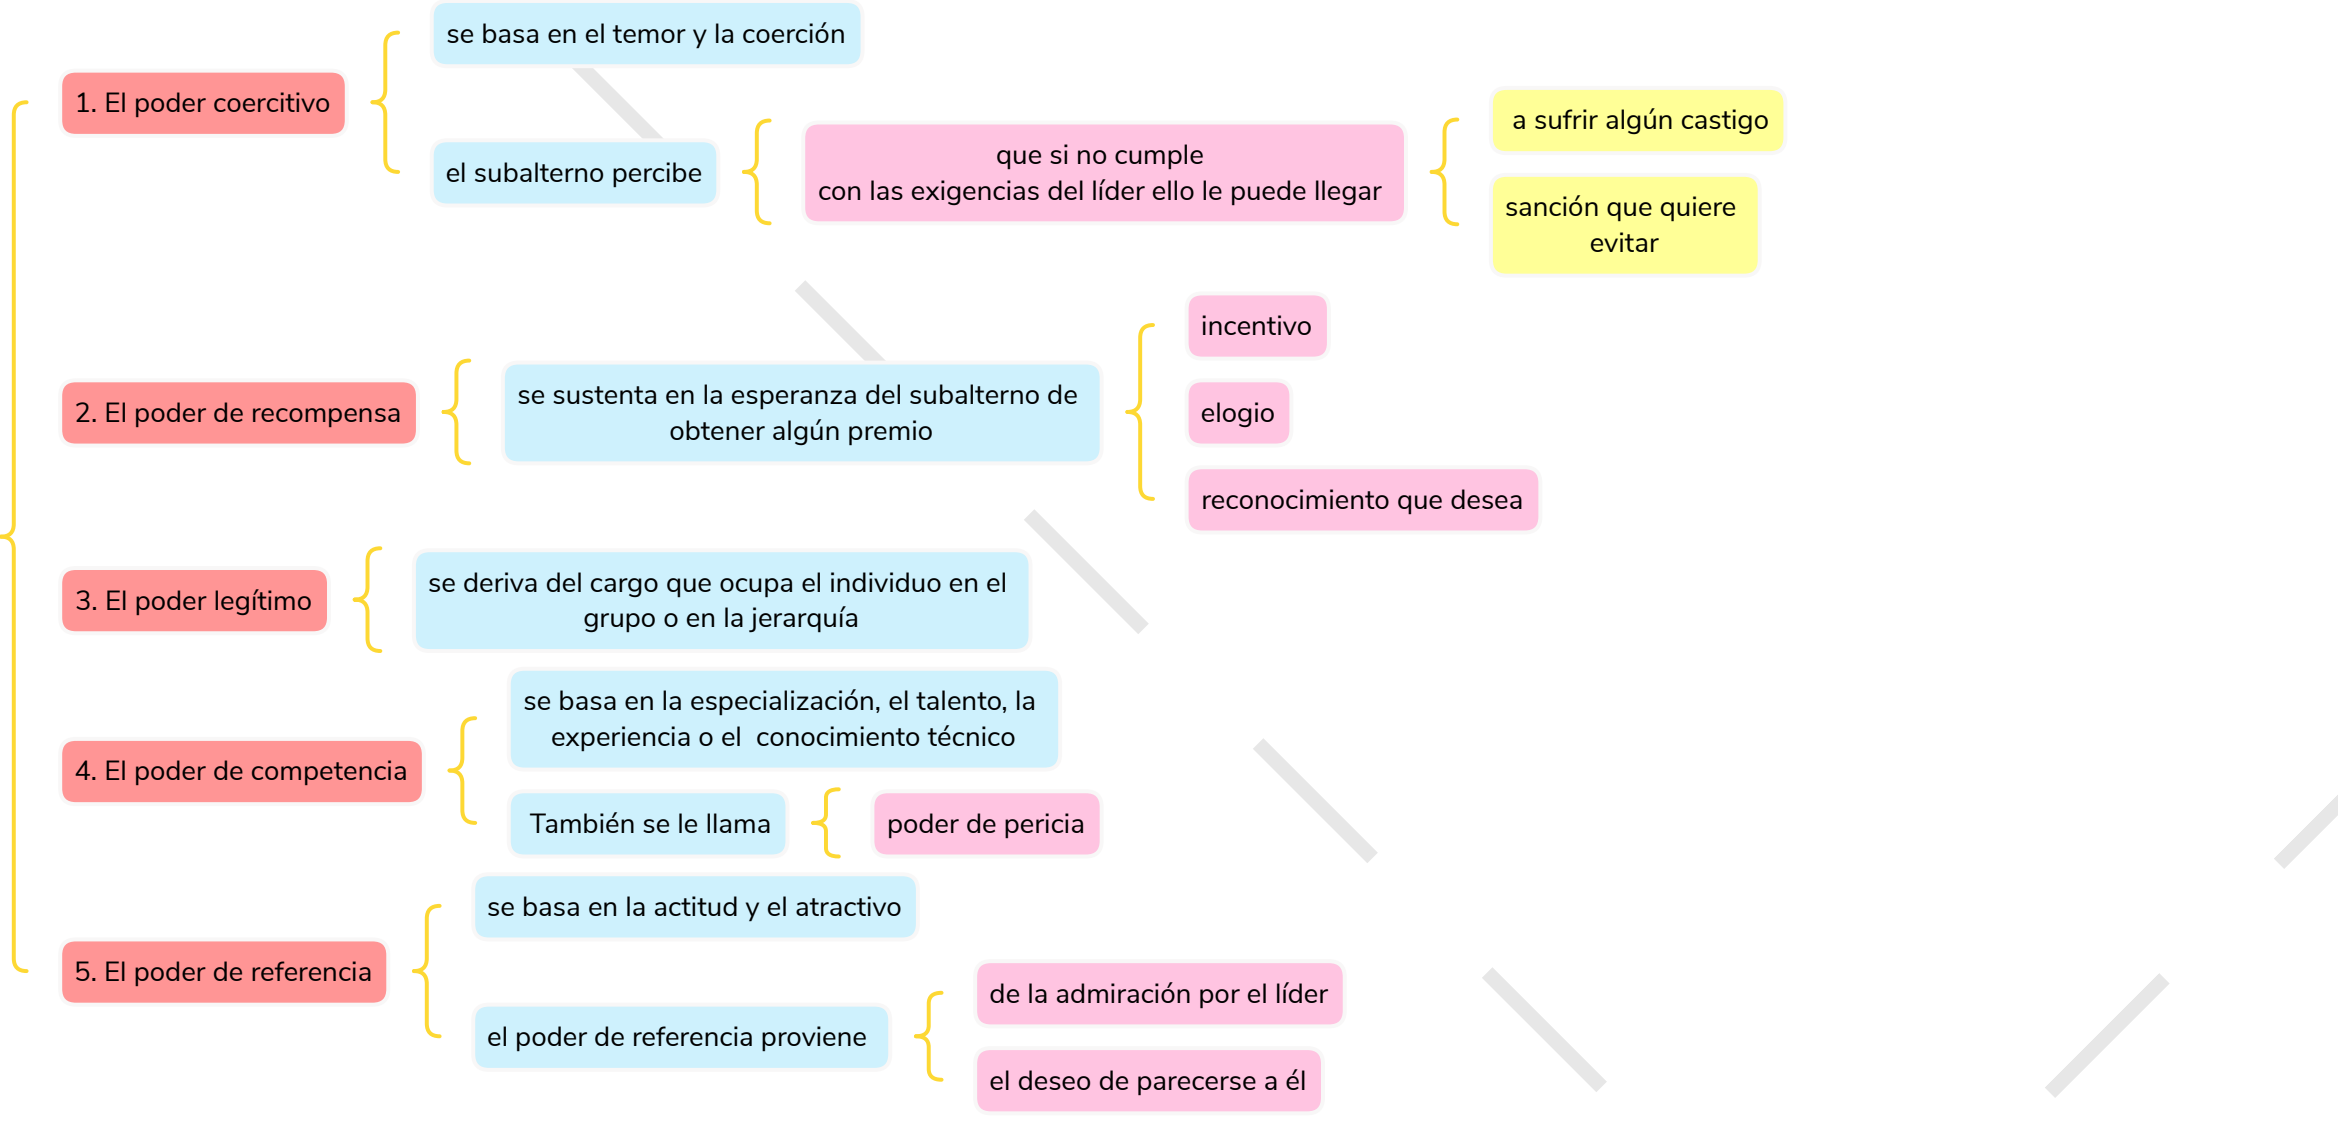 1. El poder coercitivo
se basa en el temor y la coerción
el subalterno percibe
que si no cumple
con las exigencias del líder ello le puede llegar
a sufrir algún castigo
sanción que quiere
evitar
2. El poder de recompensa
se sustenta en la esperanza del subalterno de
obtener algún premio
incentivo
elogio
reconocimiento que desea
3. El poder legítimo
se deriva del cargo que ocupa el individuo en el
grupo o en la jerarquía
4. El poder de competencia
se basa en la especialización, el talento, la
experiencia o el  conocimiento técnico
También se le llama
poder de pericia
5. El poder de referencia
se basa en la actitud y el atractivo
el poder de referencia proviene
de la admiración por el líder
el deseo de parecerse a él